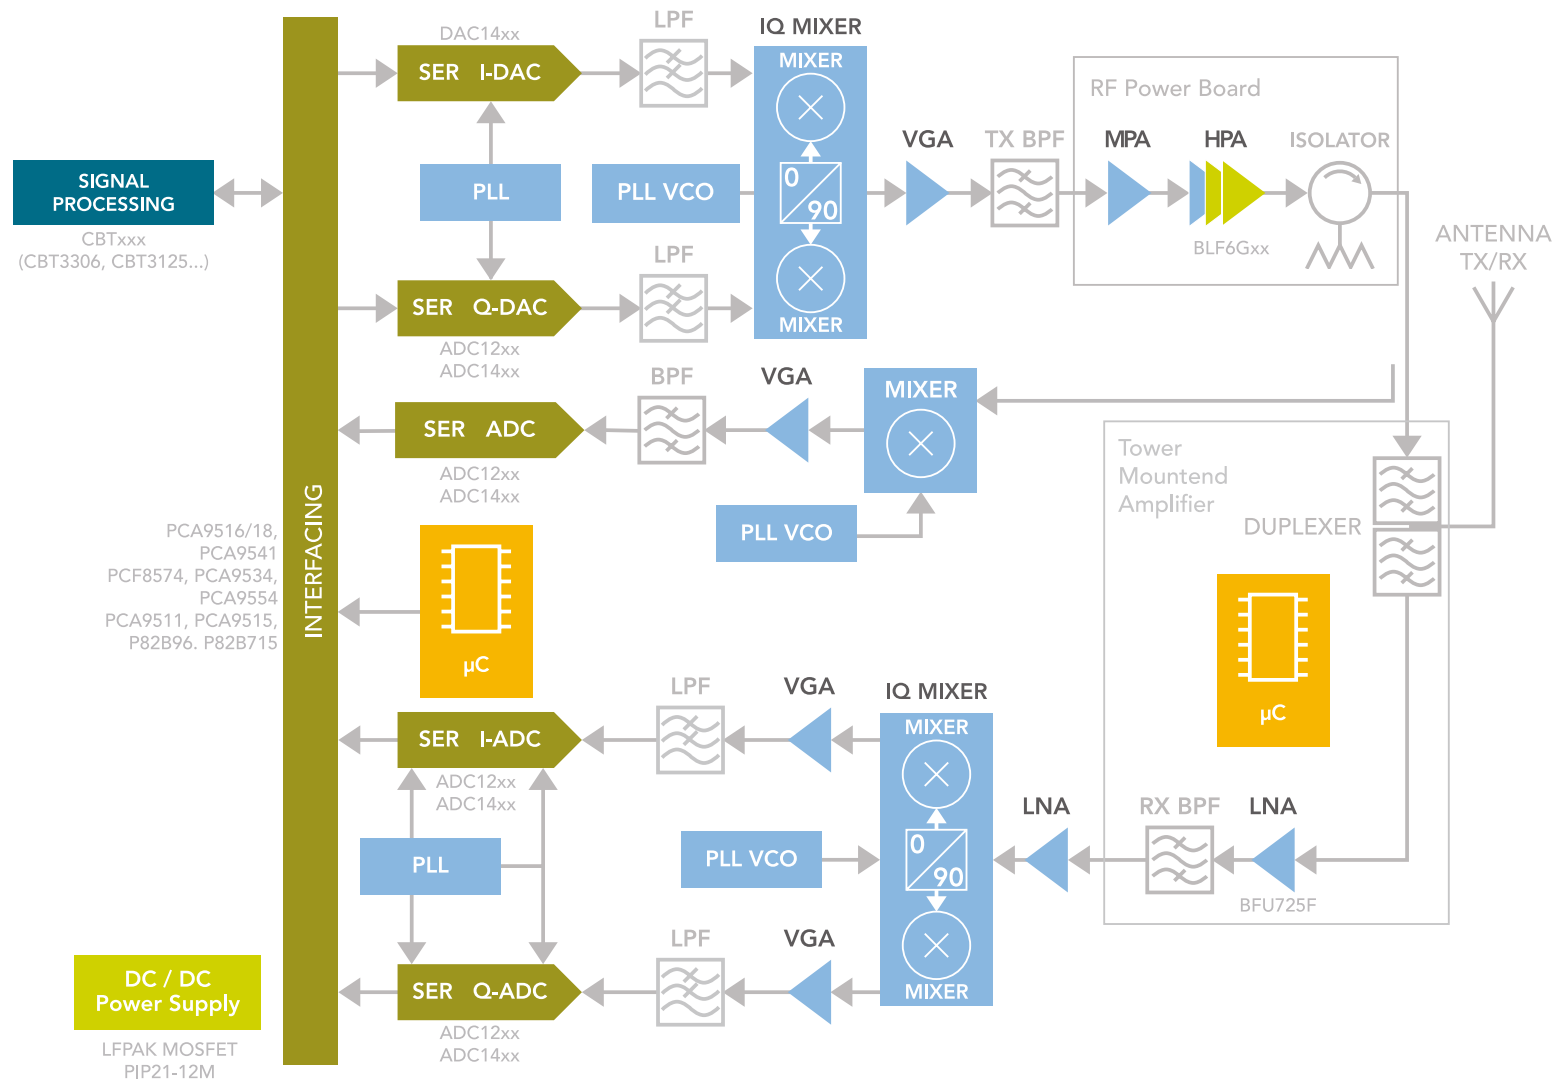 DAC14xx
SER I-DAC
LPF
IQ MIXER
MIXER
0
90
MIXER
SIGNAL
PROCESSING
CBTxxx
(CBT3306, CBT3125...)
PLL
PLL VCO
VGA
TX BPF
RF Power Board
MPA
HPA
BLF6Gxx
ISOLATOR
ANTENNA
TX/RX
SER Q-DAC
ADC12xx
ADC14xx
LPF
SER ADC
ADC12xx
ADC14xx
BPF
VGA
MIXER
PLL VCO
Tower
Mountend
Amplifier
DUPLEXER
INTERFACING
PCA9516/18,
PCA9541
PCF8574, PCA9534,
PCA9554
PCA9511, PCA9515,
P82B96. P82B715
µC
µC
SER I-ADC
ADC12xx
ADC14xx
LPF
VGA
IQ MIXER
MIXER
0
90
MIXER
PLL
PLL VCO
LNA
RX BPF
LNA
BFU725F
SER Q-ADC
ADC12xx
ADC14xx
LPF
VGA
DC / DC
Power Supply
LFPAK MOSFET
PIP21-12M